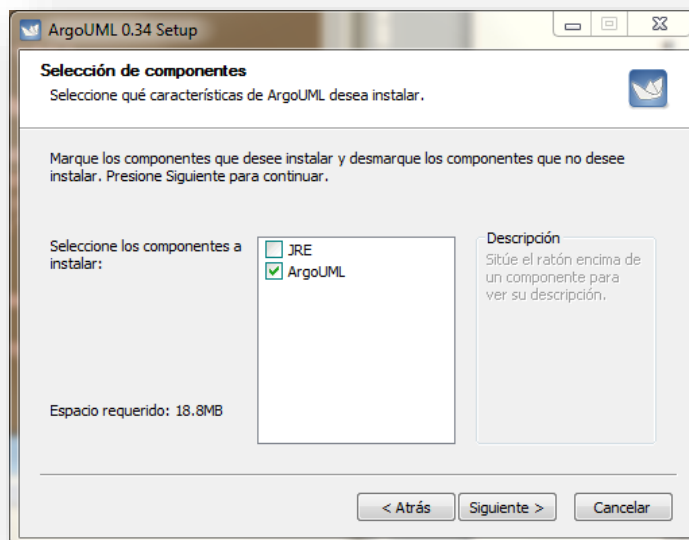 ArgoUML 0.34 Setup
Selección de componentes
Seleccione qué características de ArgoUML desea instalar.
Marque los componentes que desee instalar y desmarque los componentes que no desee
instalar. Presione Siguiente para continuar.
Seleccione los componentes a
instalar:
JRE
ArgoUML
Descripción
Sitúe el ratón encima de
un componente para
ver su descripción.
Espacio requerido: 18.8MB
< Atrás
Siguiente >
Cancelar